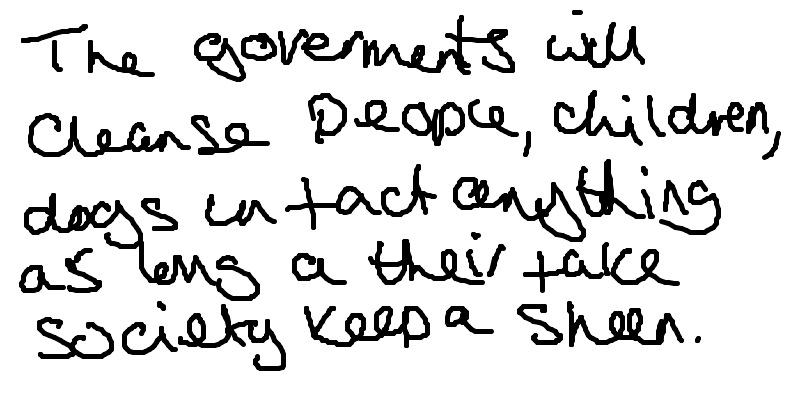 The goverments will
cleanse people, children,
dogs in fact anything
as long a their fake
society keep a sheen.